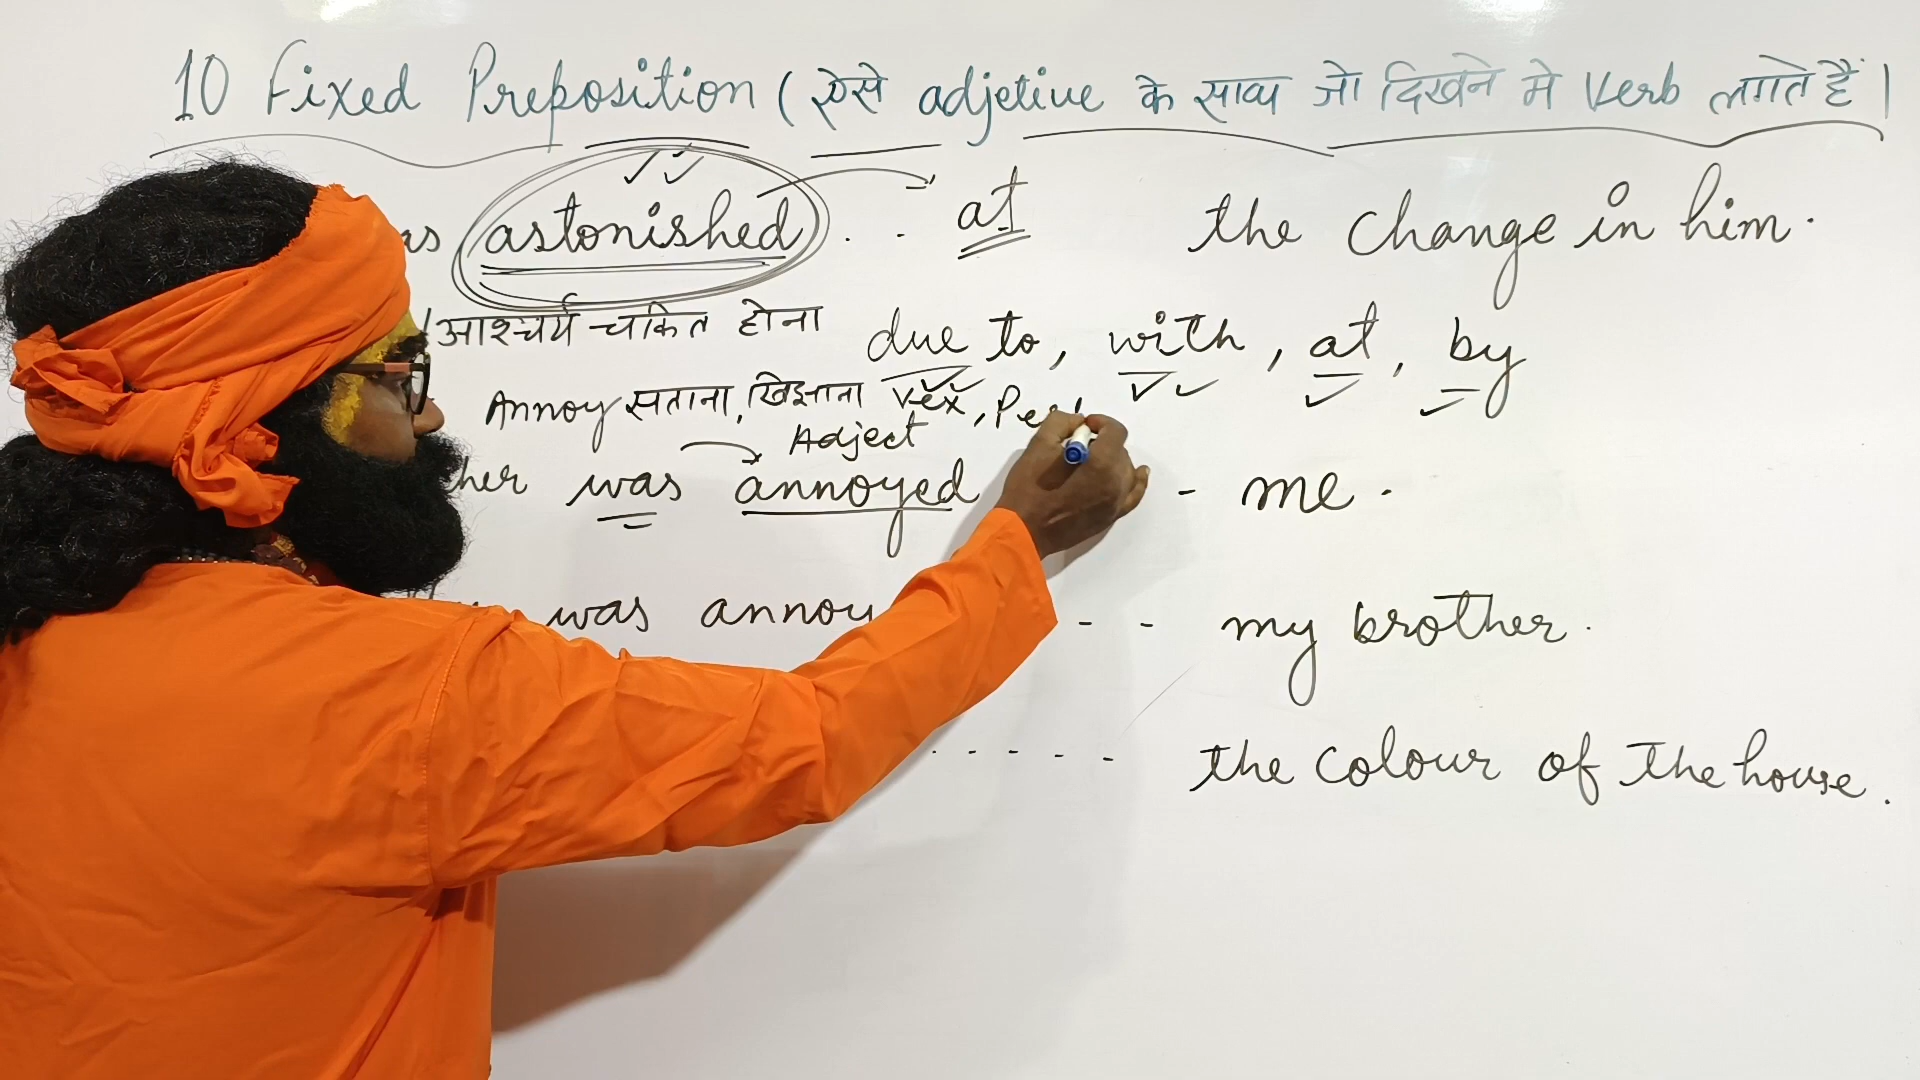 10 Fixed Preposition ( ऐसे adjetive के साथ जो दिखने मे Verb लगते हैं |
as astonished . . at the change in him .
आश्चर्य चकित होना due to, with, at, by
Annoy सताना, खिझाना vex, Pe
Adject
her was annoyed - me .
was annoy - - my brother .
. - - - - the colour of the house .